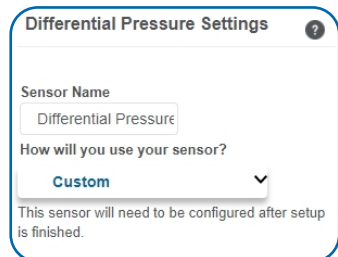 Differential Pressure Settings
?
Sensor Name
Differential Pressure
How will you use your sensor?
Custom
This sensor will need to be configured after setup
is finished.